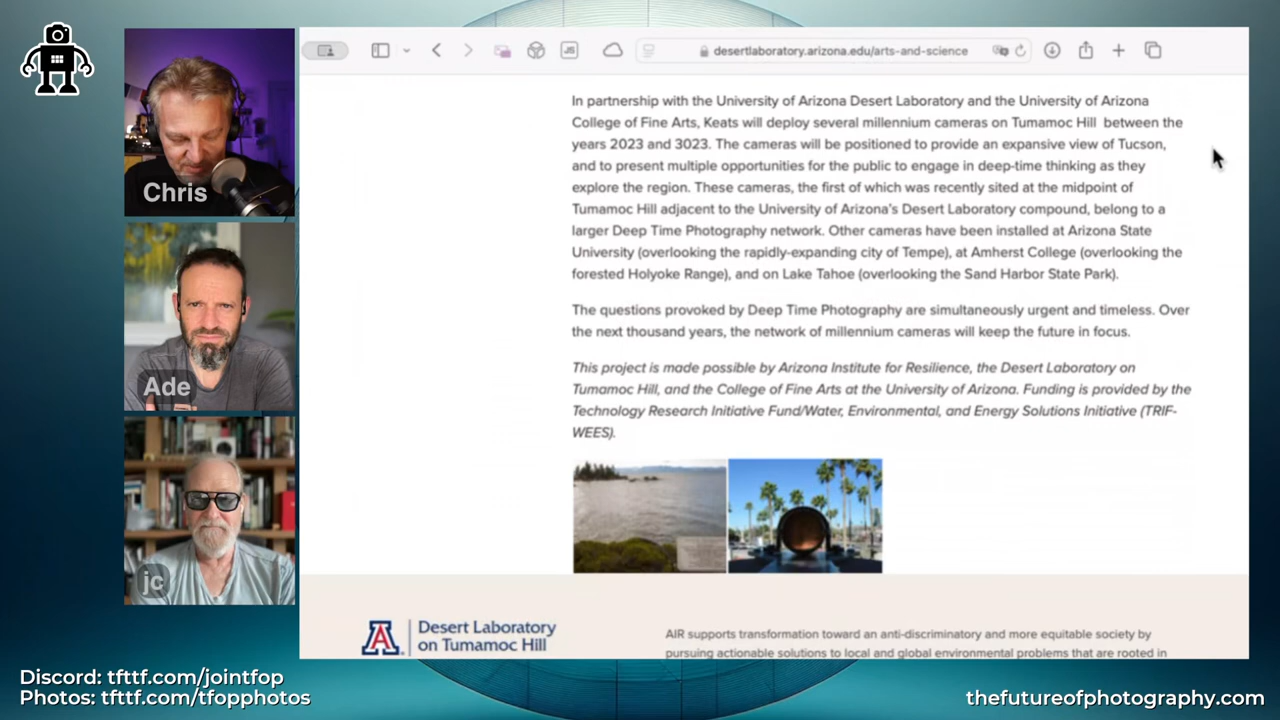 desertlaboratory.arizona.edu/arts-and-science
JS
In partnership with the University of Arizona Desert Laboratory and the University of Arizona
College of Fine Arts, Keats will deploy several millennium cameras on Tumamoc Hill between the
years 2023 and 3023. The cameras will be positioned to provide an expansive view of Tucson,
and to present multiple opportunities for the public to engage in deep-time thinking as they
explore the region. These cameras, the first of which was recently sited at the midpoint of
Tumamoc Hill adjacent to the University of Arizona's Desert Laboratory compound, belong to a
larger Deep Time Photography network. Other cameras have been installed at Arizona State
University (overlooking the rapidly-expanding city of Tempe), at Amherst College (overlooking the
forested Holyoke Range), and on Lake Tahoe (overlooking the Sand Harbor State Park).
The questions provoked by Deep Time Photography are simultaneously urgent and timeless. Over
the next thousand years, the network of millennium cameras will keep the future in focus.
This project is made possible by Arizona Institute for Resilience, the Desert Laboratory on
Tumamoc Hill, and the College of Fine Arts at the University of Arizona. Funding is provided by the
Technology Research Initiative Fund/Water, Environmental, and Energy Solutions Initiative (TRIF-
WEES).
A
Desert Laboratory
on Tumamoc Hill
AIR supports transformation toward an anti-discriminatory and more equitable society by
pursuing actionable solutions to local and global environmental problems that are rooted in
Chris
Ade
jc
Discord: tfttf.com/jointfop
Photos: tfttf.com/tfopphotos
thefutureofphotography.com